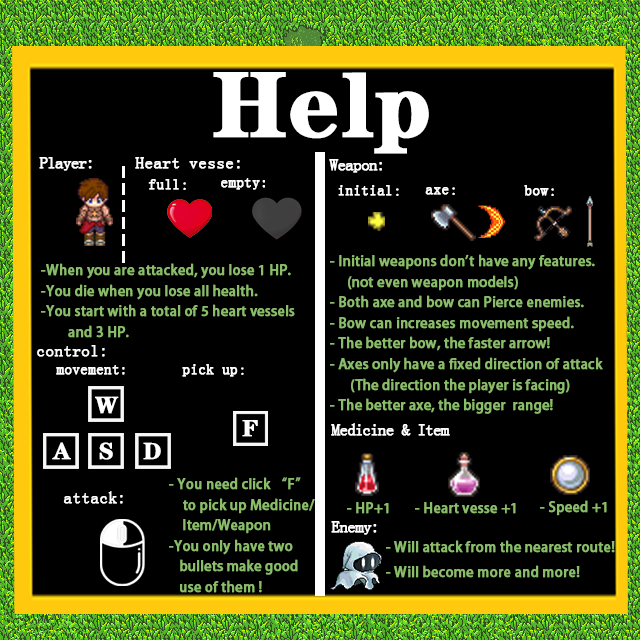 Help
Player:
Heart vesse:
full:
empty:
-When you are attacked, you lose 1 HP.
-You die when you lose all health.
-You start with a total of 5 heart vessels
and 3 HP.
control:
movement:
pick up:
W
A S D
F
attack:
- You need click “F”
to pick up Medicine/
Item/Weapon
-You only have two
bullets make good
use of them !
Weapon:
initial:
axe:
bow:
- Initial weapons don’t have any features.
(not even weapon models)
- Both axe and bow can Pierce enemies.
- Bow can increases movement speed.
- The better bow, the faster arrow!
- Axes only have a fixed direction of attack
(The direction the player is facing)
- The better axe, the bigger range!
Medicine & Item
- HP+1
- Heart vesse +1
- Speed +1
Enemy:
- Will attack from the nearest route!
- Will become more and more!